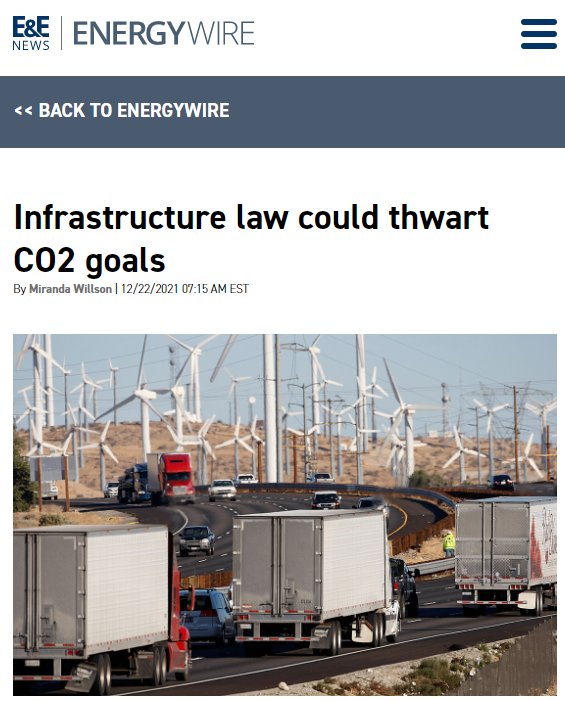 E&E
NEWS
ENERGYWIRE
<< BACK TO ENERGYWIRE
Infrastructure law could thwart
CO2 goals
By Miranda Willson | 12/22/2021 07:15 AM EST